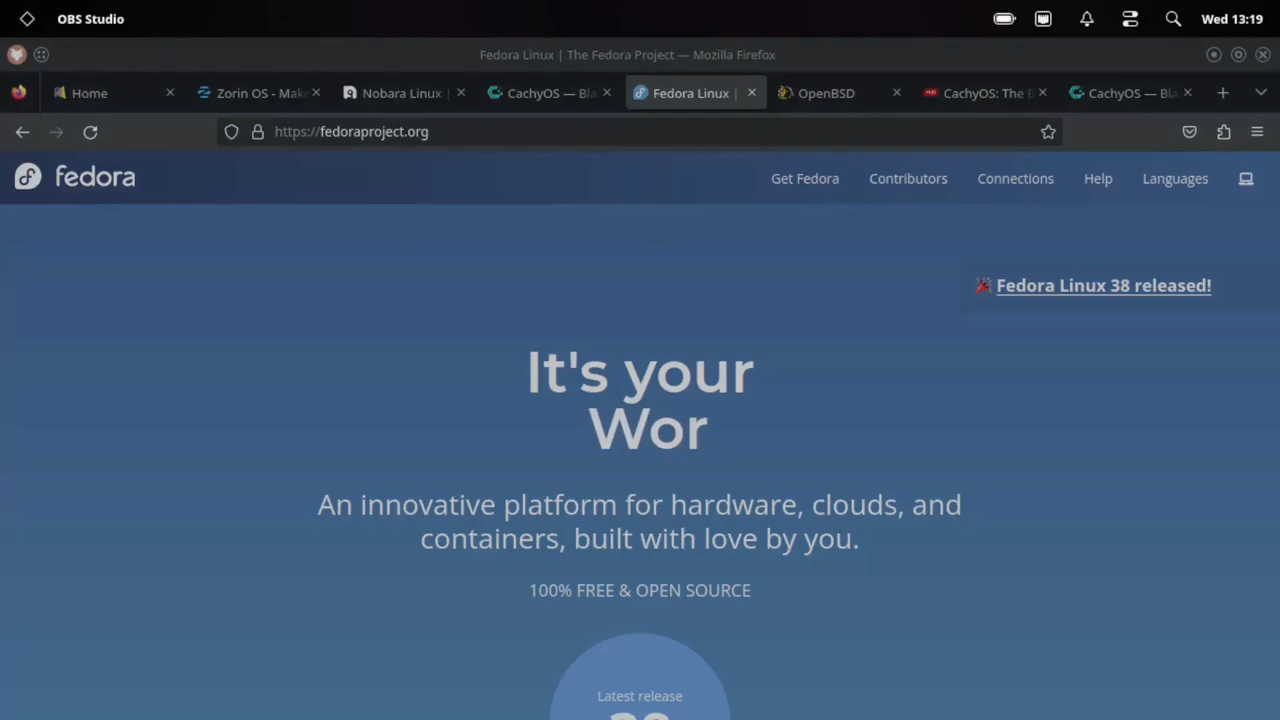 OBS Studio
Wed 13:19
Fedora Linux | The Fedora Project — Mozilla Firefox
Home
Zorin OS - Mak
Nobara Linux |
CachyOS — Bla
Fedora Linux |
OpenBSD
CachyOS: The B
CachyOS — Bla
https://fedoraproject.org
fedora
Get Fedora
Contributors
Connections
Help
Languages
Fedora Linux 38 released!
It's your
Wor
An innovative platform for hardware, clouds, and
containers, built with love by you.
100% FREE & OPEN SOURCE
Latest release